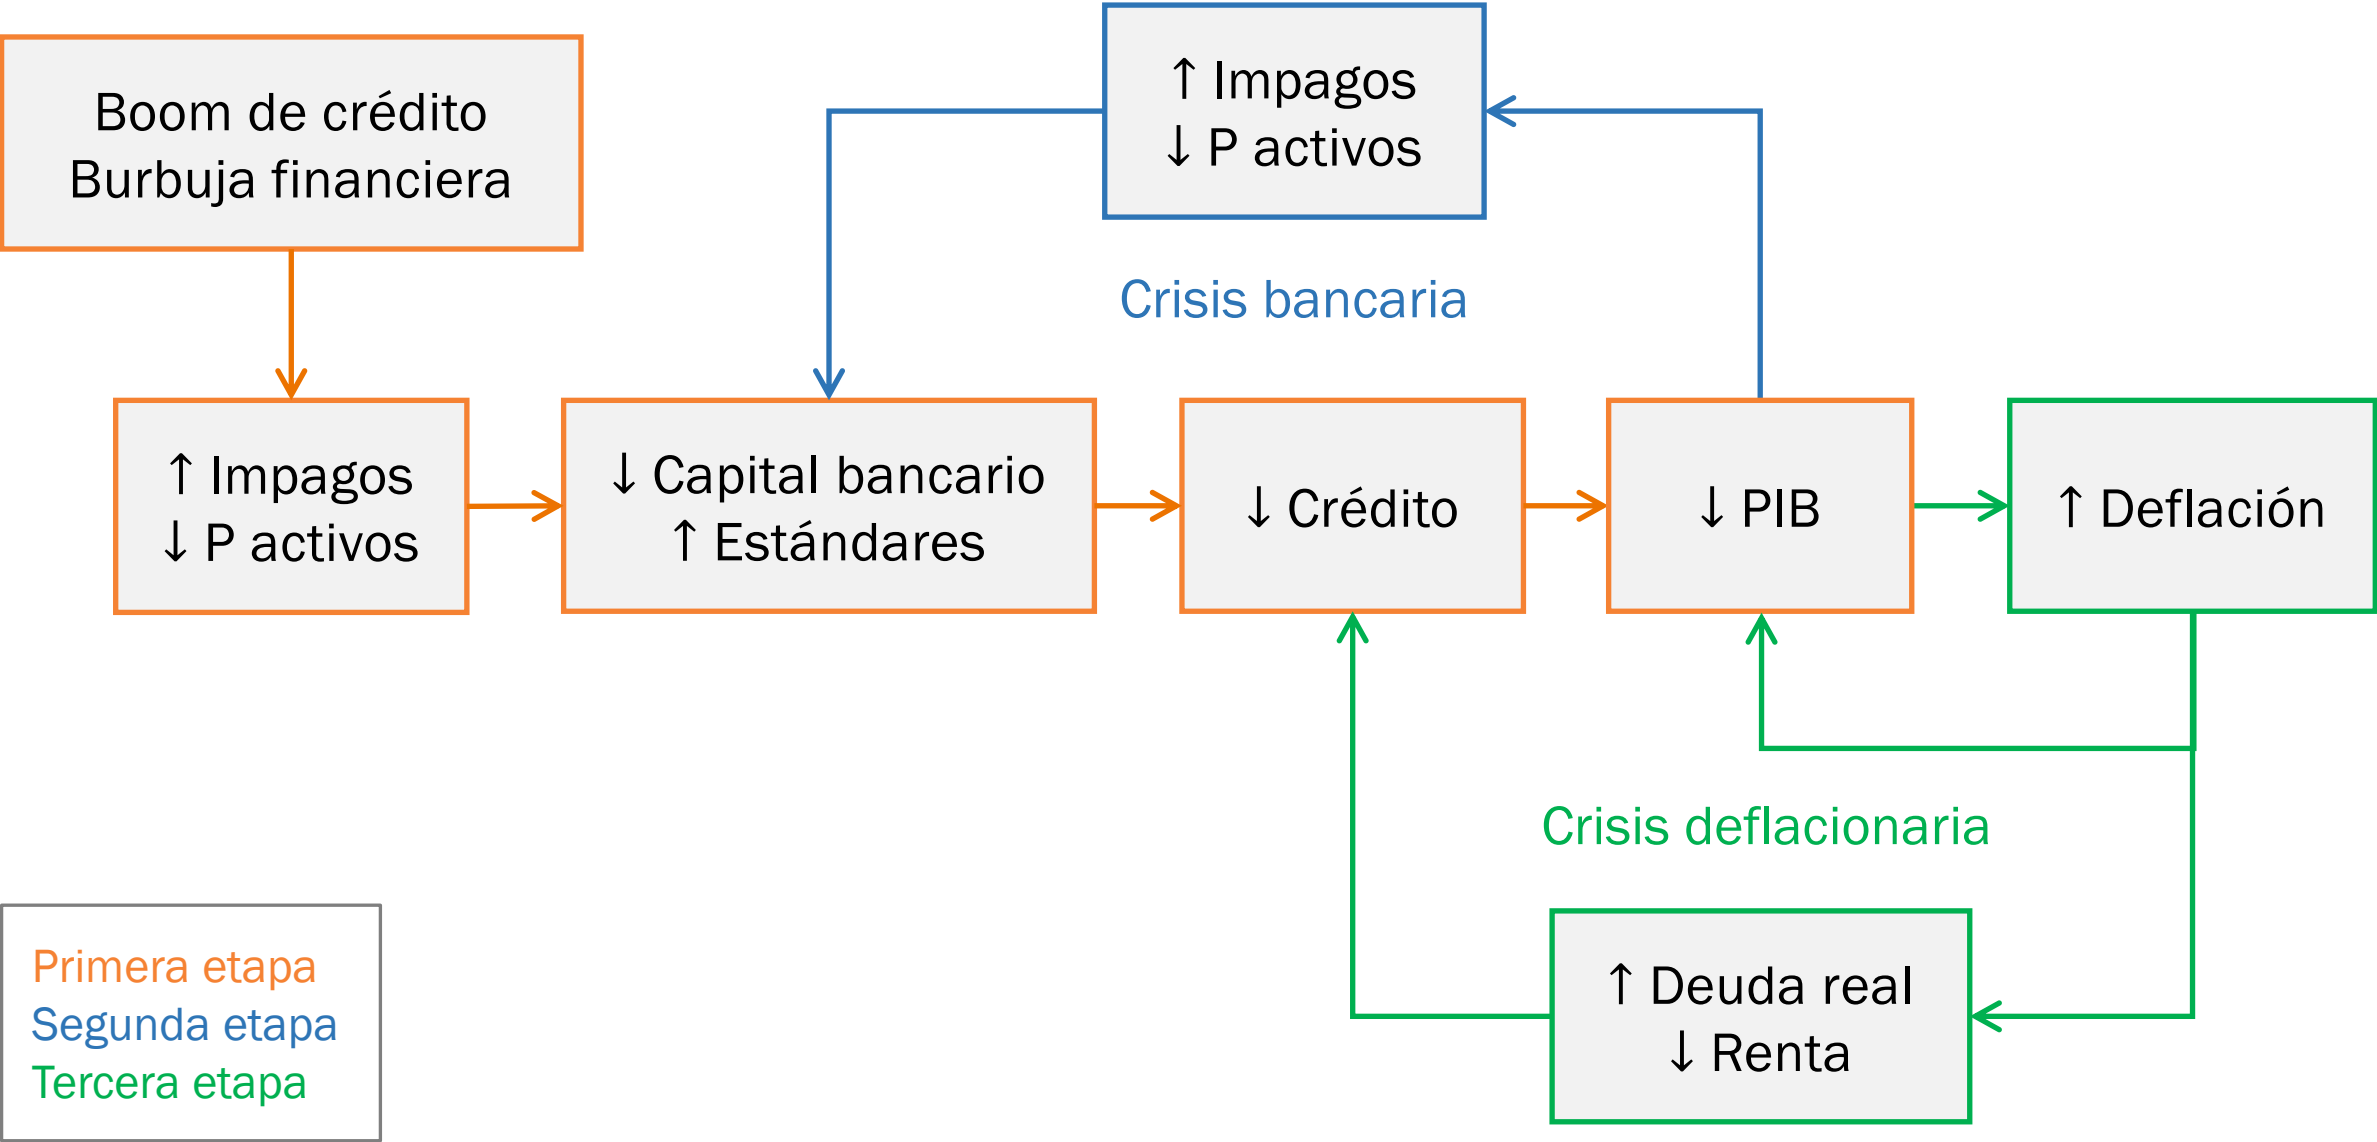 Boom de crédito
Burbuja financiera
↑ Impagos
↓ P activos
Crisis bancaria
↑ Impagos
↓ P activos
↓ Capital bancario
↑ Estándares
↓ Crédito
↓ PIB
↑ Deflación
Crisis deflacionaria
↑ Deuda real
↓ Renta
Primera etapa
Segunda etapa
Tercera etapa